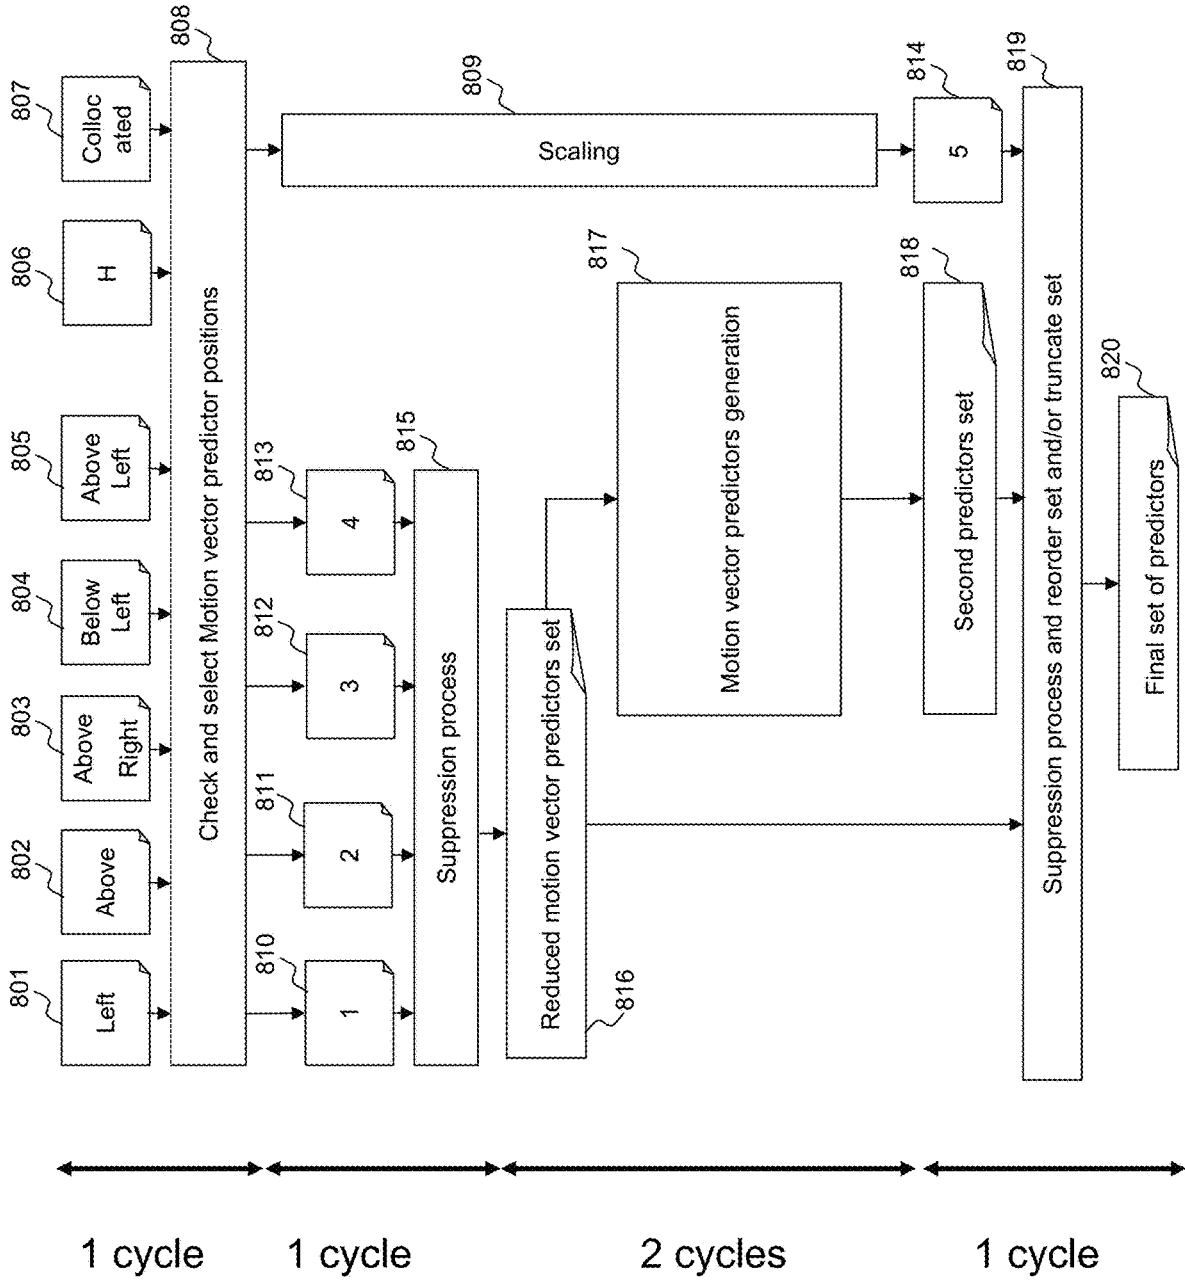 801
802
803
804
805
806
807
Left
Above
Above
Right
Below
Left
Above
Left
H
Colloc
ated
808
Check and select Motion vector predictor positions
809
Scaling
810
811
812
813
1
2
3
4
815
Suppression process
816
Reduced motion vector predictors set
817
Motion vector predictors generation
818
Second predictors set
814
5
819
Suppression process and reorder set and/or truncate set
820
Final set of predictors
1 cycle
1 cycle
2 cycles
1 cycle